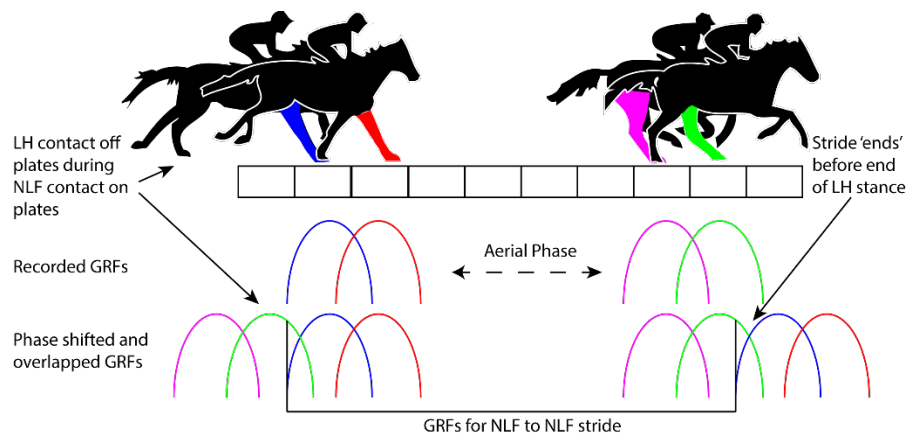 LH contact off
plates during
NLF contact on
plates
Stride ‘ends’
before end
of LH stance
Recorded GRFs
Aerial Phase
Phase shifted and
overlapped GRFs
GRFs for NLF to NLF stride